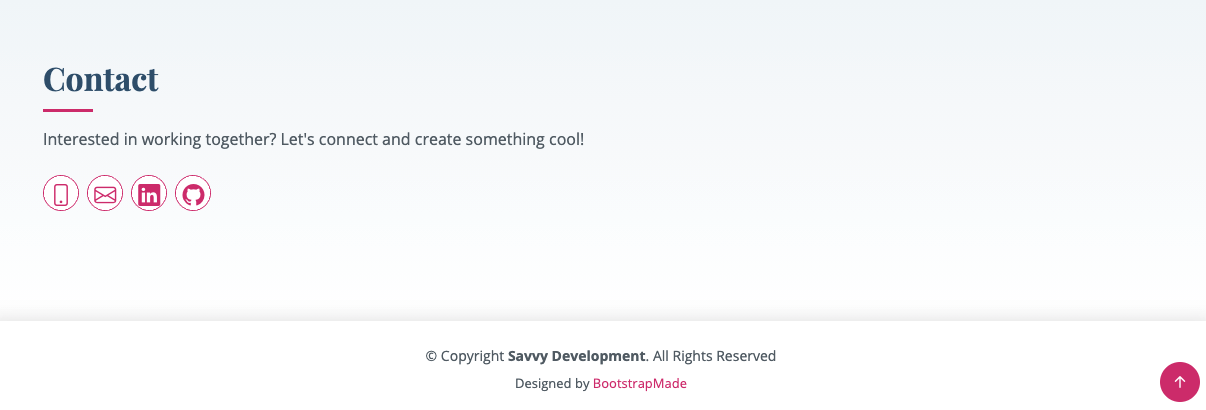 Contact
Interested in working together? Let's connect and create something cool!
in
© Copyright Savvy Development. All Rights Reserved
Designed by BootstrapMade